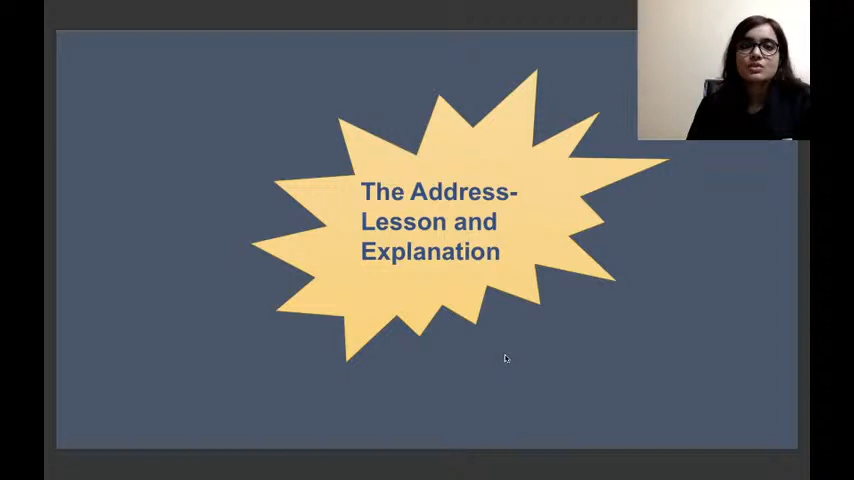 The Address-
Lesson and
Explanation